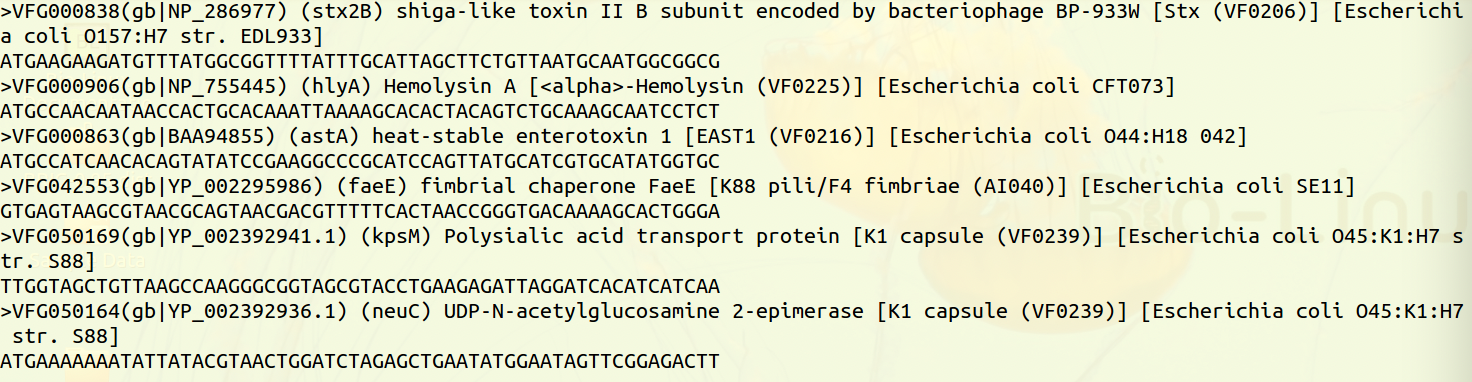 >VFG000838(gb|NP_286977) (stx2B) shiga-like toxin II B subunit encoded by bacteriophage BP-933W [Stx (VF0206)] [Escherichi
a coli O157:H7 str. EDL933]
ATGAAGAAGATGTTTATGGCGGTTTTATTTGCATTAGCTTCTGTTAATGCAATGGCGGCG
>VFG000906(gb|NP_755445) (hlyA) Hemolysin A [<alpha>-Hemolysin (VF0225)] [Escherichia coli CFT073]
ATGCCAACAATAACCACTGCACAAATTAAAAGCACACTACAGTCTGCAAAGCAATCCTCT
>VFG000863(gb|BAA94855) (astA) heat-stable enterotoxin 1 [EAST1 (VF0216)] [Escherichia coli O44:H18 042]
ATGCCATCAACACAGTATATCCGAAGGCCCGCATCCAGTTATGCATCGTGCATATGGTGC
>VFG042553(gb|YP_002295986) (faeE) fimbrial chaperone FaeE [K88 pili/F4 fimbriae (AI040)] [Escherichia coli SE11]
GTGAGTAAGCGTAACGCAGTAACGACGTTTTTCACTAACCGGGTGACAAAAGCACTGGGA
>VFG050169(gb|YP_002392941.1) (kpsM) Polysialic acid transport protein [K1 capsule (VF0239)] [Escherichia coli O45:K1:H7 s
tr. S88]
TTGGTAGCTGTTAAGCCAAGGGCGGTAGCGTACCTGAAGAGATTAGGATCACATCATCAA
>VFG050164(gb|YP_002392936.1) (neuC) UDP-N-acetylglucosamine 2-epimerase [K1 capsule (VF0239)] [Escherichia coli O45:K1:H7
 str. S88]
ATGAAAAAAATATTATACGTAACTGGATCTAGAGCTGAATATGGAATAGTTCGGAGACTT